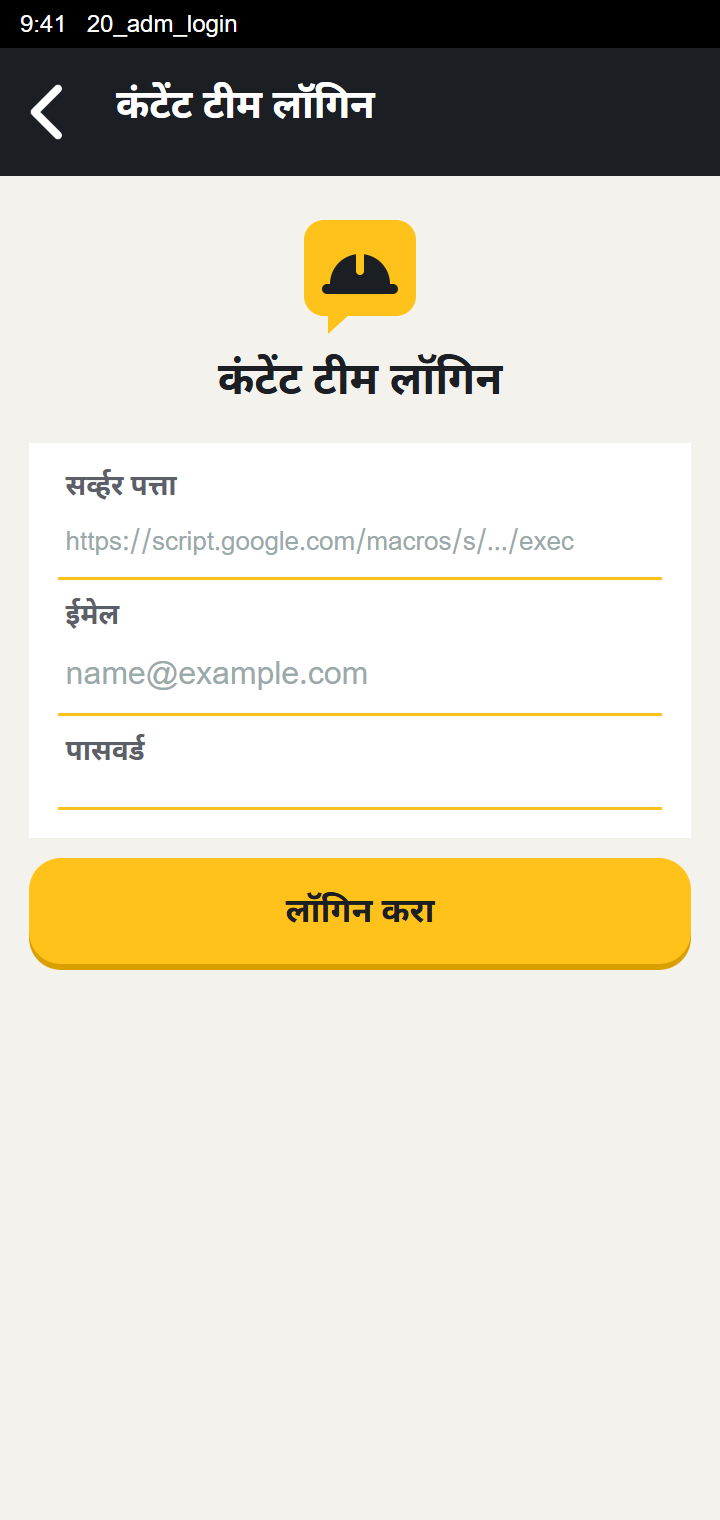 9:41 20_adm_login
कंटेंट टीम लॉगिन
कंटेंट टीम लॉगिन
सर्व्हर पत्ता
https://script.google.com/macros/s/.../exec
ईमेल
name@example.com
पासवर्ड
लॉगिन करा